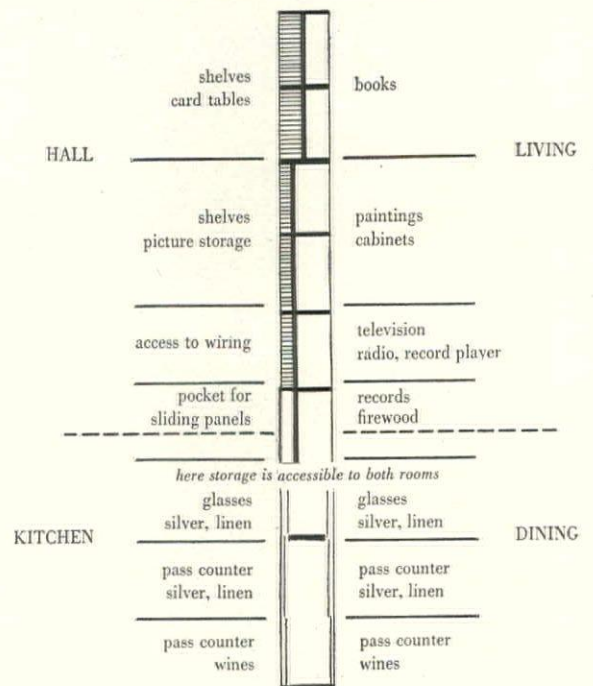 shelves
card tables
books
HALL
LIVING
shelves
picture storage
paintings
cabinets
access to wiring
television
radio, record player
pocket for
sliding panels
records
firewood
here storage is accessible to both rooms
glasses
silver, linen
glasses
silver, linen
KITCHEN
DINING
pass counter
silver, linen
pass counter
silver, linen
pass counter
wines
pass counter
wines